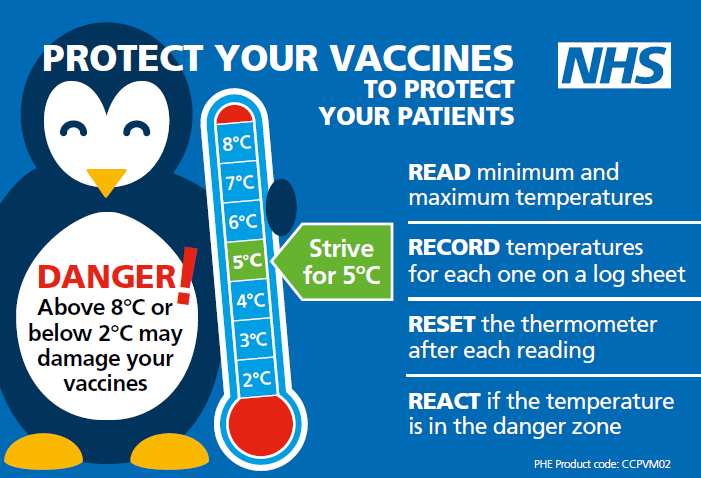 PROTECT YOUR VACCINES
TO PROTECT
YOUR PATIENTS
NHS
8°C
7°C
6°C
5°C
4°C
3°C
2°C
Strive
for 5°C
DANGER!
Above 8°C or
below 2°C may
damage your
vaccines
READ minimum and
maximum temperatures
RECORD temperatures
for each one on a log sheet
RESET the thermometer
after each reading
REACT if the temperature
is in the danger zone
PHE Product code: CCPVM02